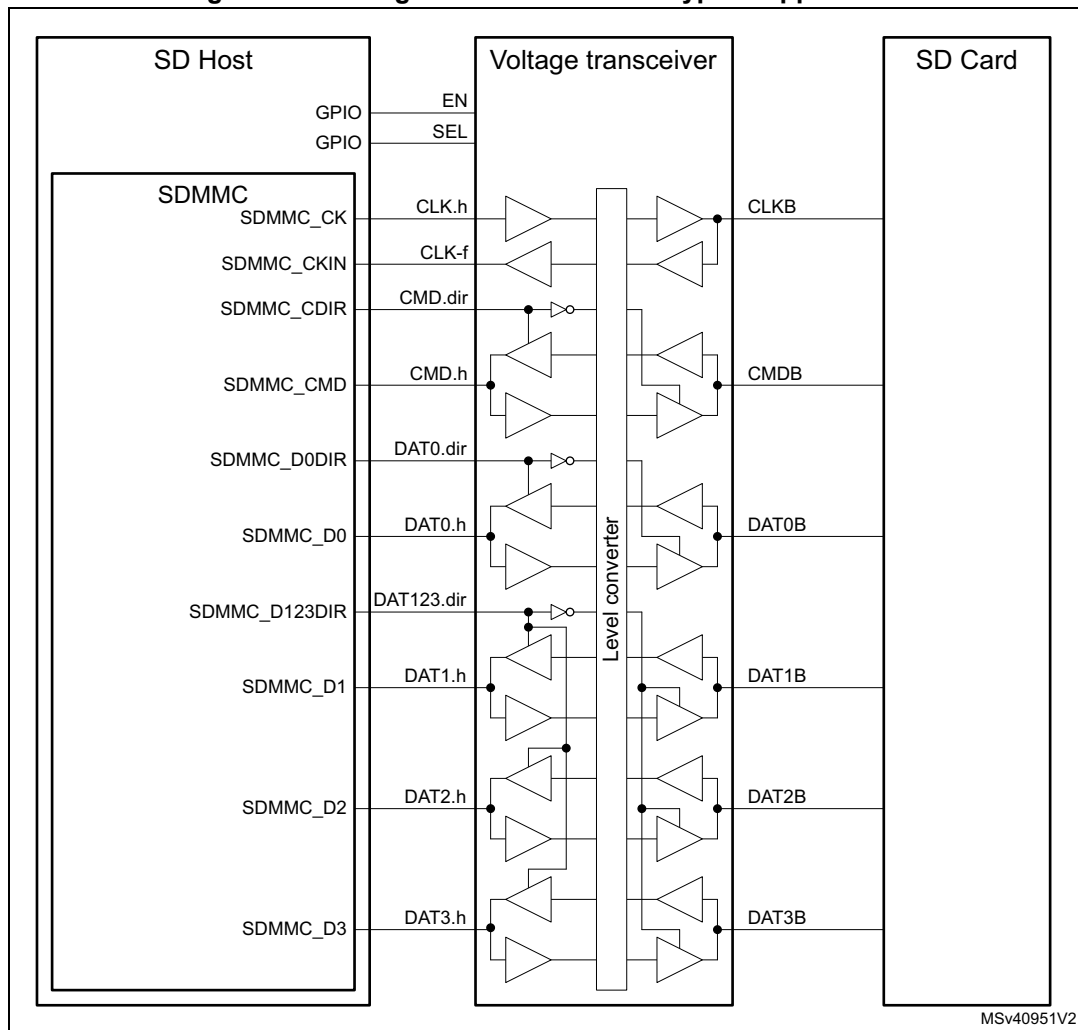 SD Host
Voltage transceiver
SD Card
GPIO
EN
GPIO
SEL
SDMMC
SDMMC_CK
CLK.h
CLKB
SDMMC_CKIN
CLK-f
SDMMC_CDIR
CMD.dir
SDMMC_CMD
CMD.h
CMDB
SDMMC_D0DIR
DAT0.dir
SDMMC_D0
DAT0.h
DAT0B
Level converter
SDMMC_D123DIR
DAT123.dir
SDMMC_D1
DAT1.h
DAT1B
SDMMC_D2
DAT2.h
DAT2B
SDMMC_D3
DAT3.h
DAT3B
MSv40951V2